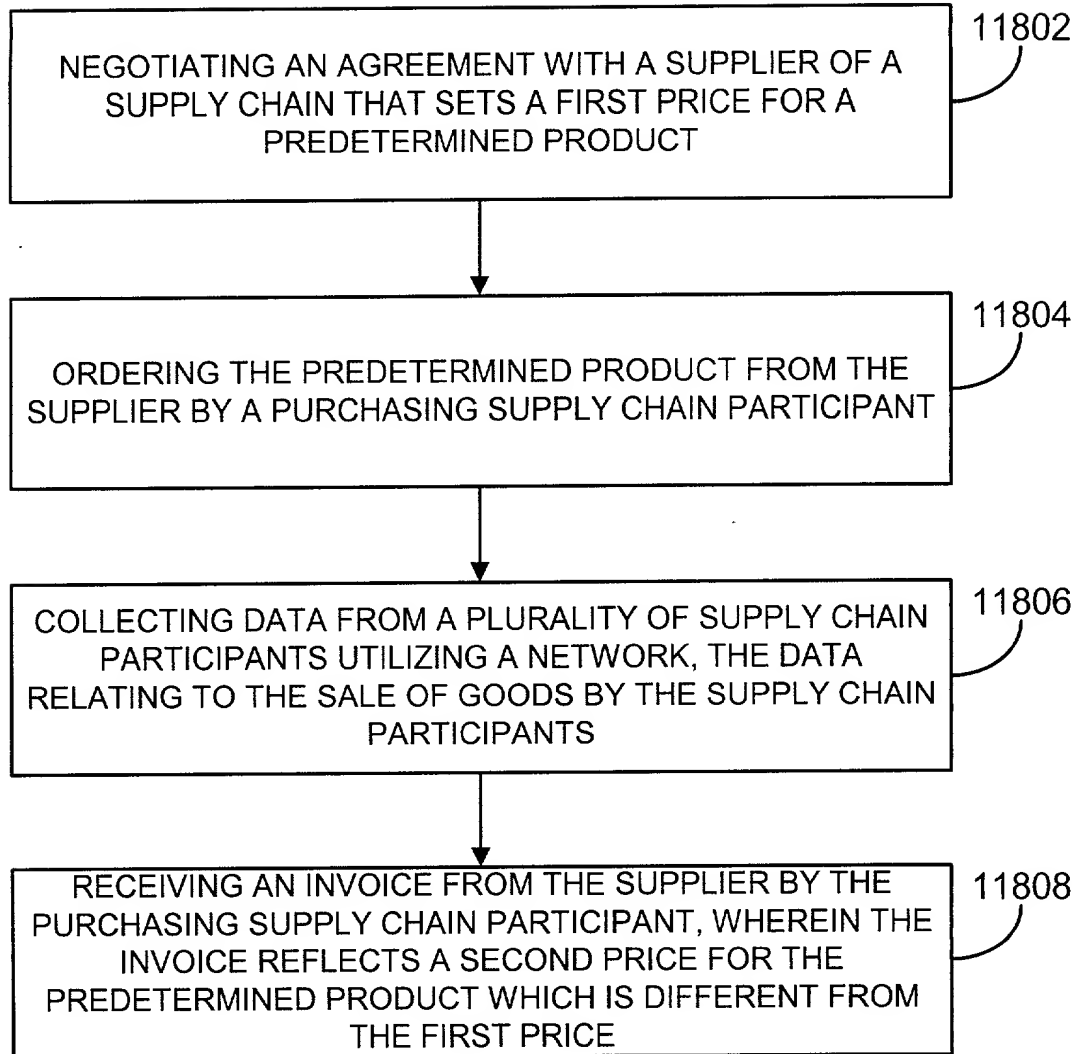 11802
NEGOTIATING AN AGREEMENT WITH A SUPPLIER OF A
SUPPLY CHAIN THAT SETS A FIRST PRICE FOR A
PREDETERMINED PRODUCT
11804
ORDERING THE PREDETERMINED PRODUCT FROM THE
SUPPLIER BY A PURCHASING SUPPLY CHAIN PARTICIPANT
11806
COLLECTING DATA FROM A PLURALITY OF SUPPLY CHAIN
PARTICIPANTS UTILIZING A NETWORK, THE DATA
RELATING TO THE SALE OF GOODS BY THE SUPPLY CHAIN
PARTICIPANTS
11808
RECEIVING AN INVOICE FROM THE SUPPLIER BY THE
PURCHASING SUPPLY CHAIN PARTICIPANT, WHEREIN THE
INVOICE REFLECTS A SECOND PRICE FOR THE
PREDETERMINED PRODUCT WHICH IS DIFFERENT FROM
THE FIRST PRICE